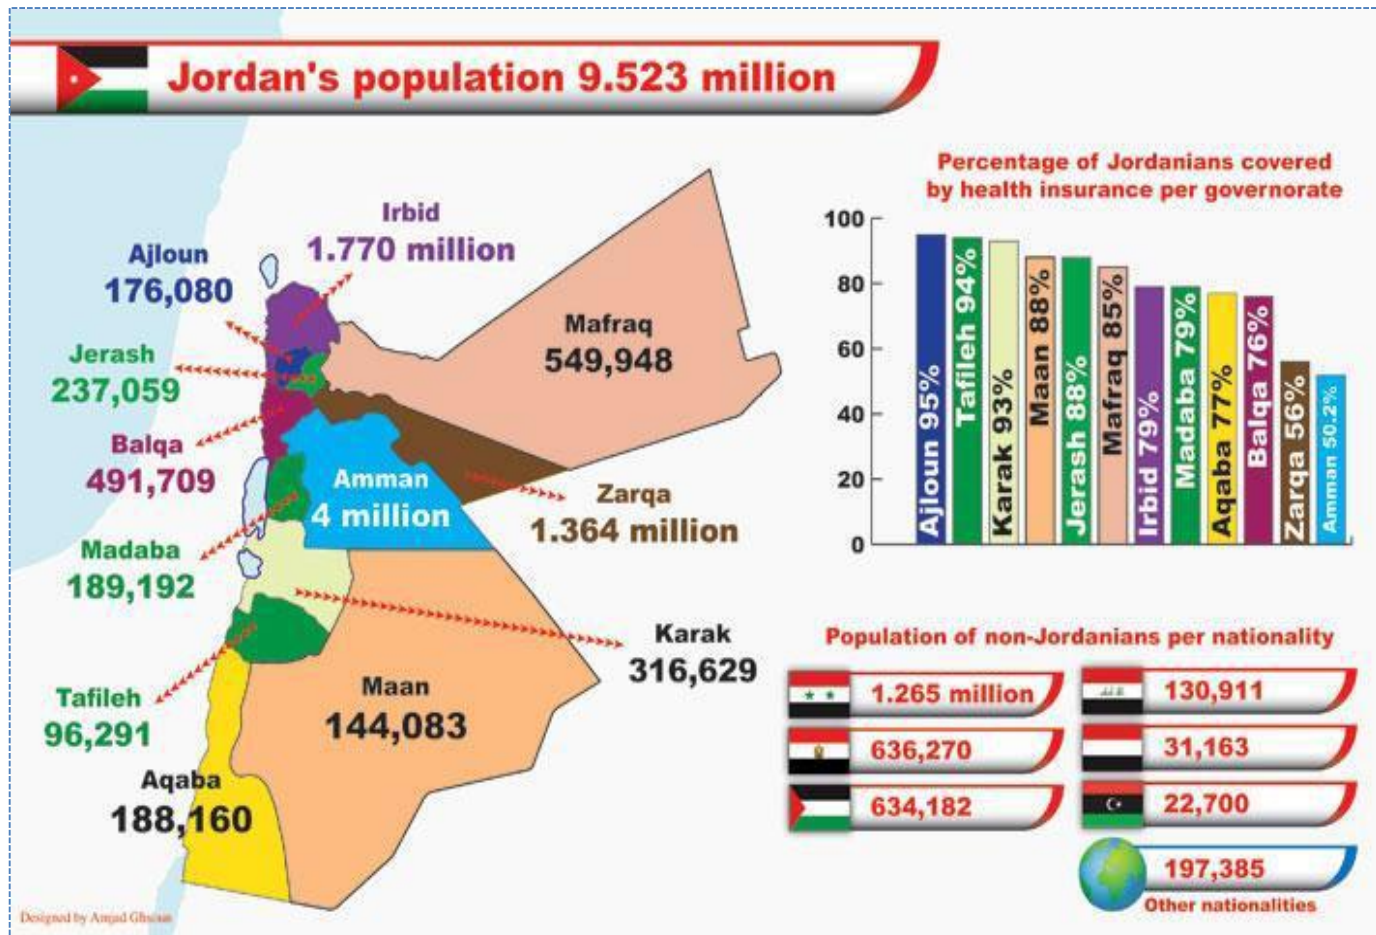 Jordan's population 9.523 million
Percentage of Jordanians covered
by health insurance per governorate
100
80
60
40
20
0
Ajloun 95%
Tafileh 94%
Karak 93%
Maan 88%
Jerash 88%
Mafraq 85%
Irbid 79%
Madaba 79%
Aqaba 77%
Balqa 76%
Zarqa 56%
Amman 50.2%
Irbid
1.770 million
Ajloun
176,080
Mafraq
549,948
Jerash
237,059
Balqa
491,709
Amman
4 million
Zarqa
1.364 million
Madaba
189,192
Karak
316,629
Maan
144,083
Tafileh
96,291
Aqaba
188,160
Population of non-Jordanians per nationality
1.265 million
130,911
636,270
31,163
634,182
22,700
197,385
Other nationalities
Designed by Amjad